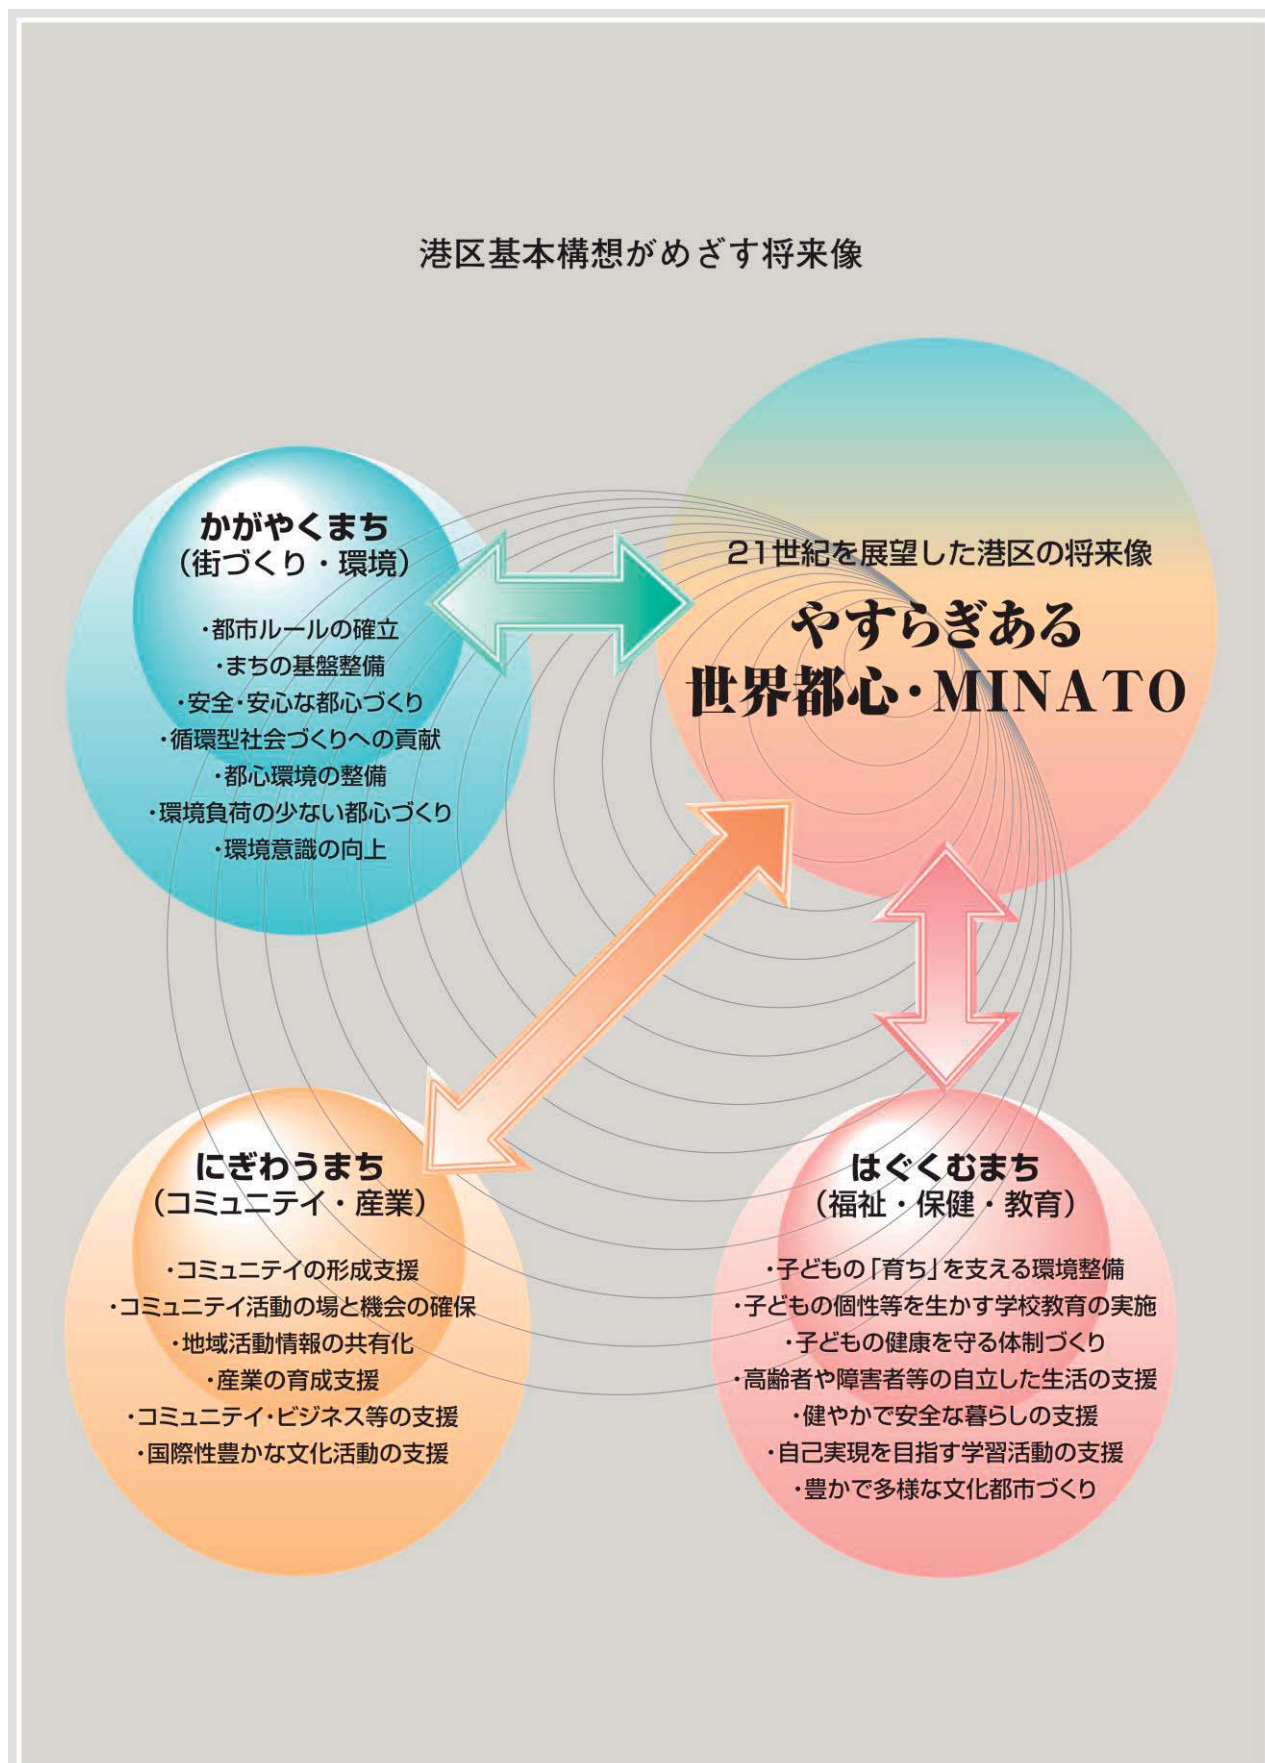 港区基本構想がめざす将来像
かがやくまち
（街づくり・環境）
・都市ルールの確立
・まちの基盤整備
・安全・安心な都心づくり
・循環型社会づくりへの貢献
・都心環境の整備
・環境負荷の少ない都心づくり
・環境意識の向上
21世紀を展望した港区の将来像
やすらぎある
世界都心・MINATO
にぎわうまち
（コミュニテイ・産業）
・コミュニテイの形成支援
・コミュニテイ活動の場と機会の確保
・地域活動情報の共有化
・産業の育成支援
・コミュニテイ・ビジネス等の支援
・国際性豊かな文化活動の支援
はぐくむまち
（福祉・保健・教育）
・子どもの「育ち」を支える環境整備
・子どもの個性等を生かす学校教育の実施
・子どもの健康を守る体制づくり
・高齢者や障害者等の自立した生活の支援
・健やかで安全な暮らしの支援
・自己実現を目指す学習活動の支援
・豊かで多様な文化都市づくり